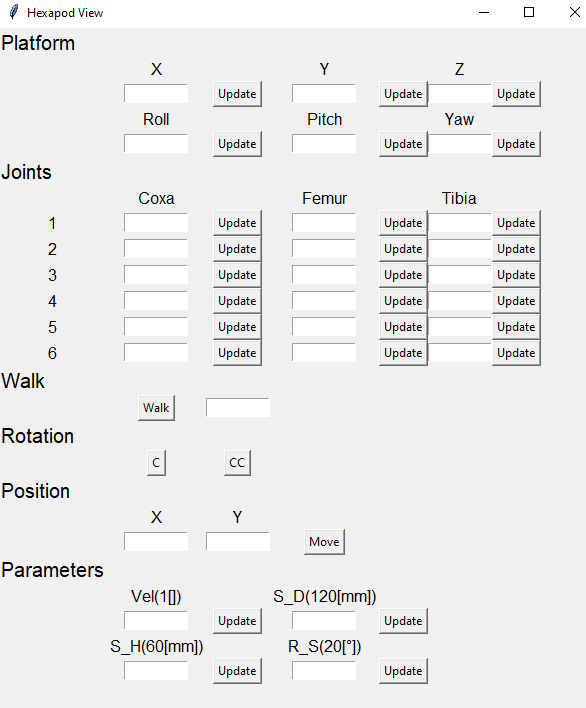 Hexapod View
Platform
X Y Z
Update Update Update
Roll Pitch Yaw
Update Update Update
Joints
Coxa Femur Tibia
1 Update Update Update
2 Update Update Update
3 Update Update Update
4 Update Update Update
5 Update Update Update
6 Update Update Update
Walk
Walk
Rotation
C CC
Position
X Y
Move
Parameters
Vel(1[]) S_D(120[mm])
Update Update
S_H(60[mm]) R_S(20[°])
Update Update